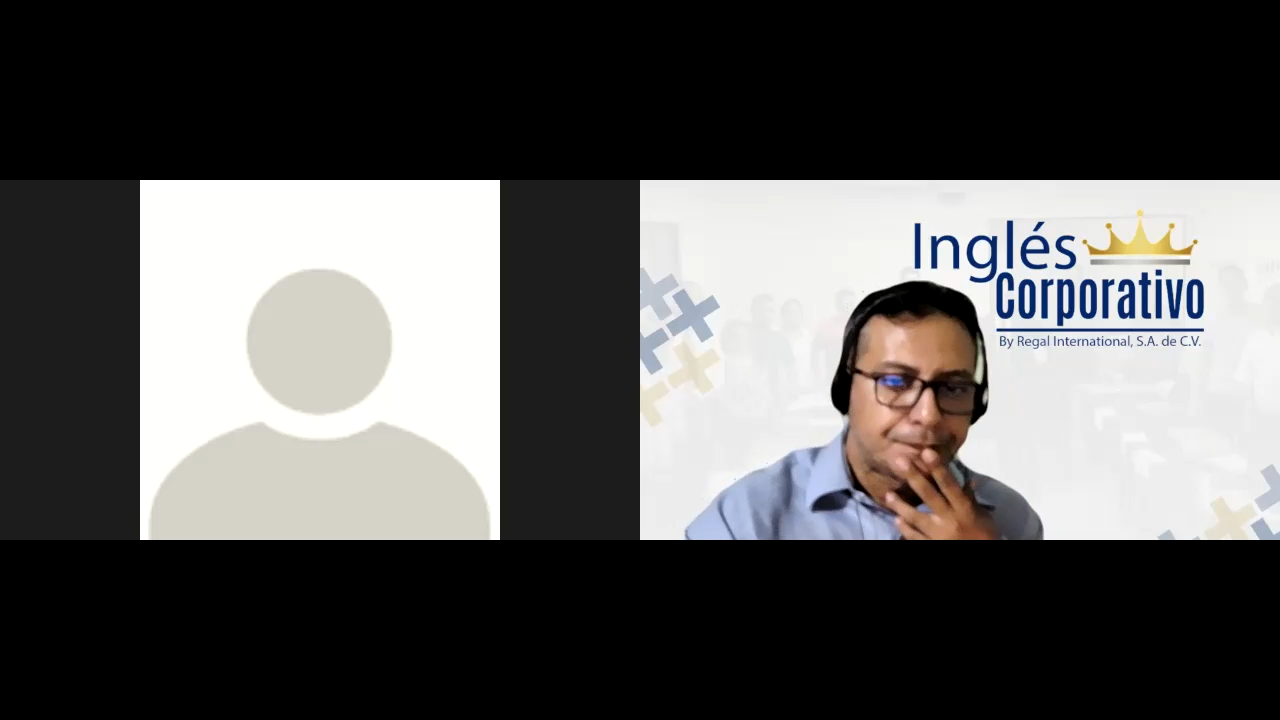 Inglés
Corporativo
By Regal International, S.A. de C.V.